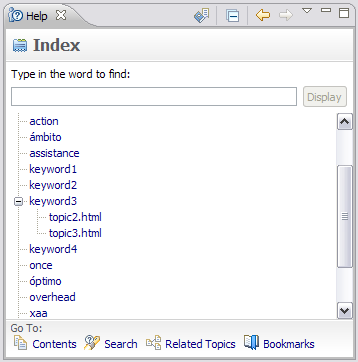 Help
Index
Type in the word to find:
Display
action
ámbito
assistance
keyword1
keyword2
keyword3
topic2.html
topic3.html
keyword4
once
óptimo
overhead
xaa
Go To:
Contents Search Related Topics Bookmarks